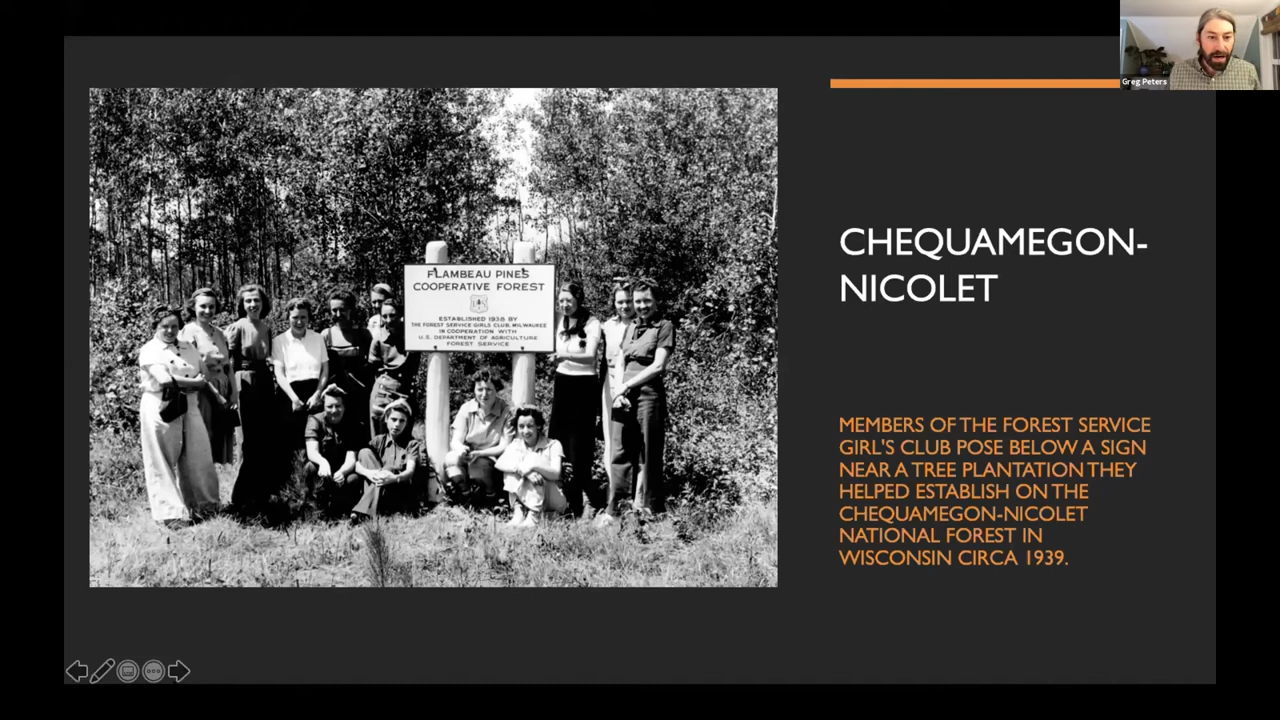 Greg Peters
FLAMBEAU PINES
COOPERATIVE FOREST
ESTABLISHED 1938 BY
THE FOREST SERVICE GIRLS CLUB, MILWAUKEE
IN COOPERATION WITH
U.S. DEPARTMENT OF AGRICULTURE
FOREST SERVICE
CHEQUAMEGON-
NICOLET
MEMBERS OF THE FOREST SERVICE
GIRL'S CLUB POSE BELOW A SIGN
NEAR A TREE PLANTATION THEY
HELPED ESTABLISH ON THE
CHEQUAMEGON-NICOLET
NATIONAL FOREST IN
WISCONSIN CIRCA 1939.